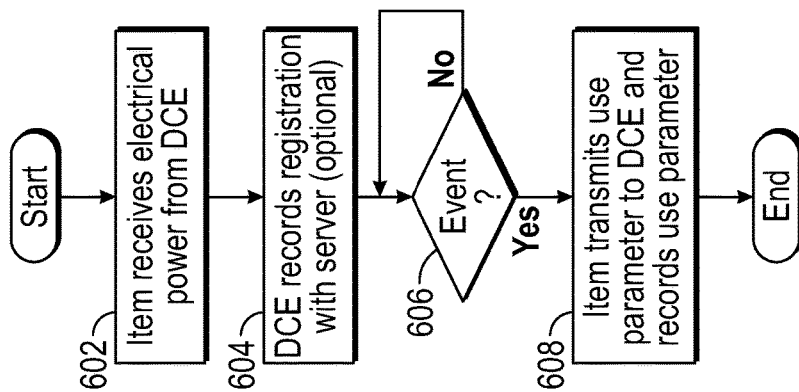 Start
602
Item receives electrical
power from DCE
604
DCE records registration
with server (optional)
606
Event
?
No
Yes
608
Item transmits use
parameter to DCE and
records use parameter
End